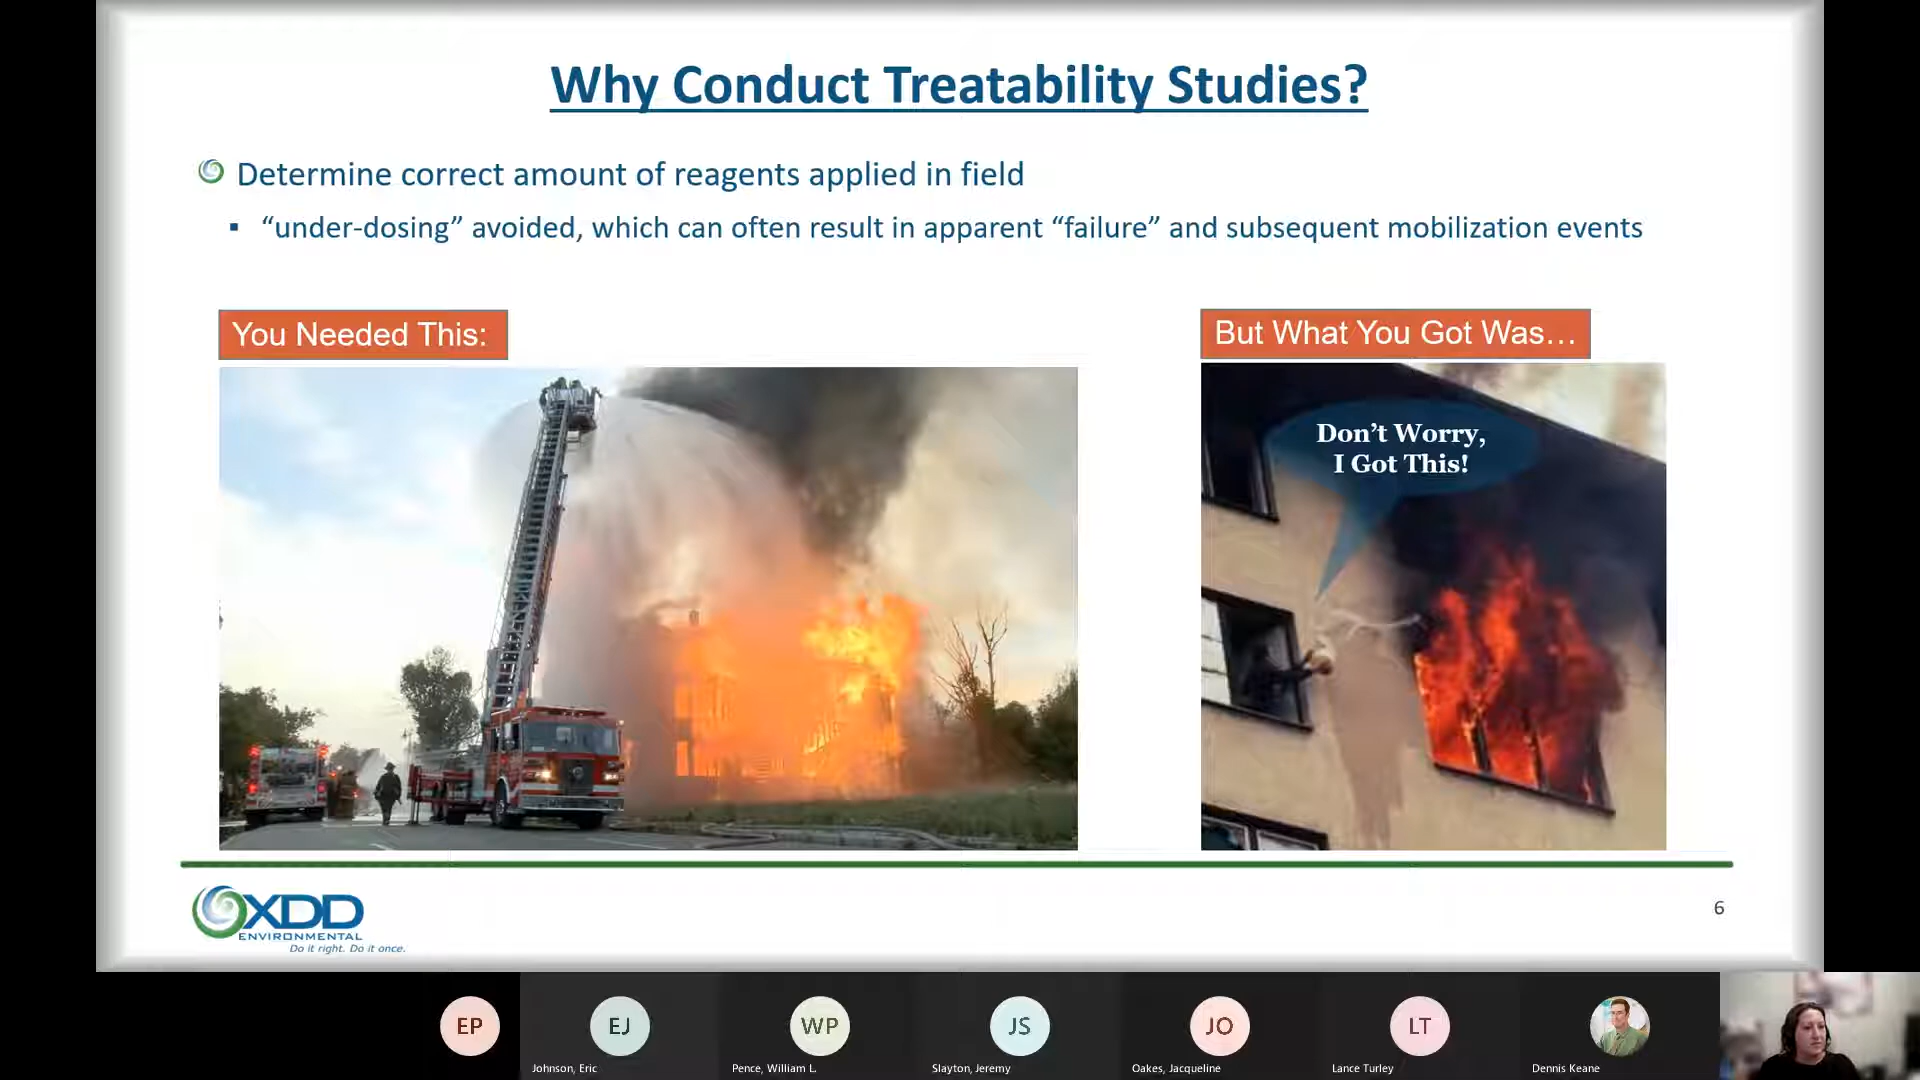 Why Conduct Treatability Studies?
Determine correct amount of reagents applied in field
▪ “under-dosing” avoided, which can often result in apparent “failure” and subsequent mobilization events
You Needed This:
But What You Got Was…
Don’t Worry,
I Got This!
XDD
ENVIRONMENTAL
Do it right. Do it once.
6
EP
EJ
WP
JS
JO
LT
Johnson, Eric
Pence, William L.
Slayton, Jeremy
Oakes, Jacqueline
Lance Turley
Dennis Keane